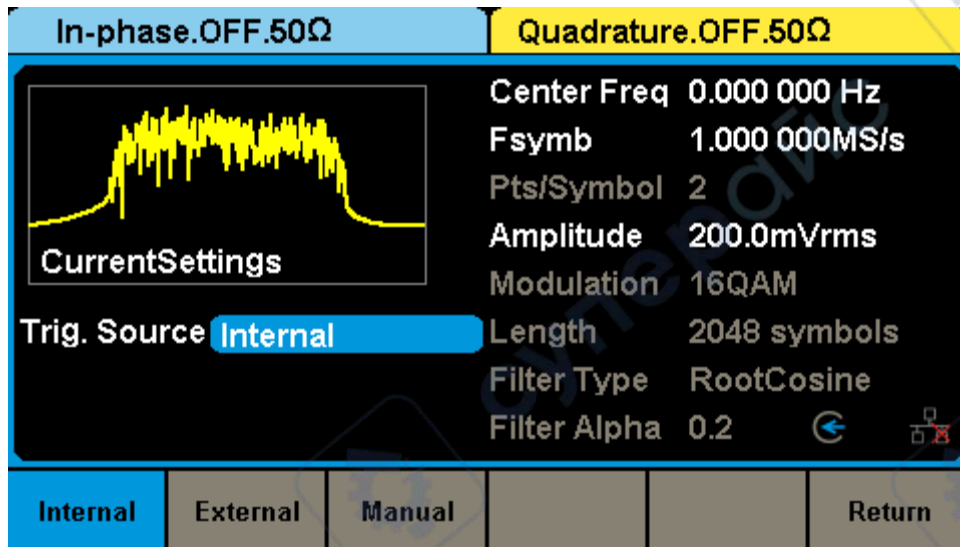 In-phase.OFF.50Ω
Quadrature.OFF.50Ω
CurrentSettings
Trig. Source Internal
Center Freq 0.000 000 Hz
Fsymb 1.000 000MS/s
Pts/Symbol 2
Amplitude 200.0mVrms
Modulation 16QAM
Length 2048 symbols
Filter Type RootCosine
Filter Alpha 0.2
Internal External Manual Return
суперайс